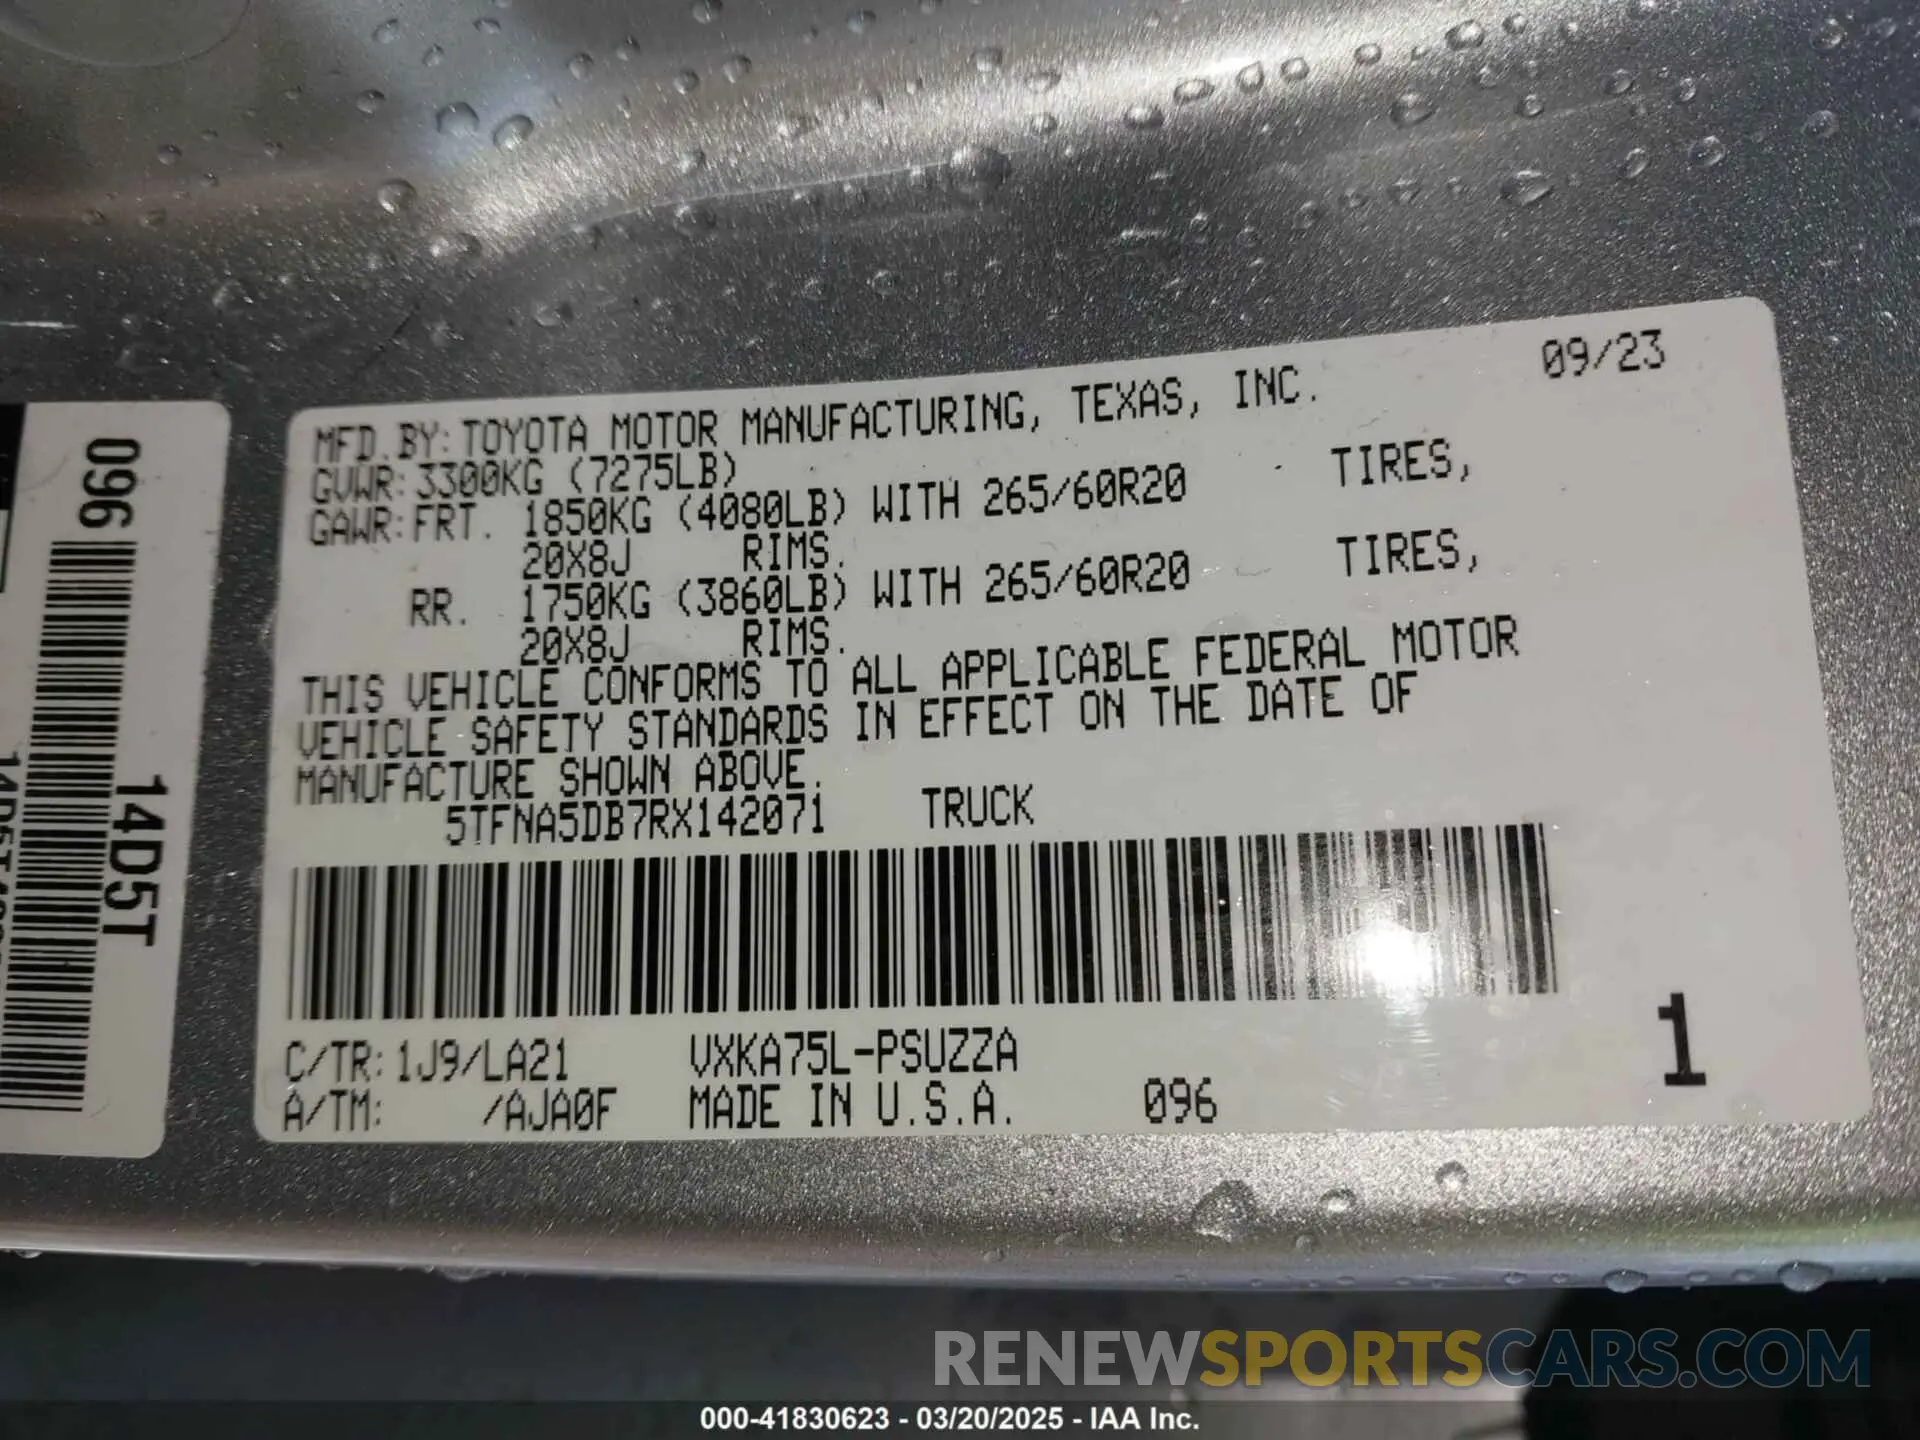 096
14D5T
MFD.BY: TOYOTA MOTOR MANUFACTURING, TEXAS, INC. 09/23
GVWR: 3300KG (7275LB)
GAWR: FRT. 1850KG (4080LB) WITH 265/60R20 TIRES,
20X8J RIMS.
RR. 1750KG (3860LB) WITH 265/60R20 TIRES,
20X8J RIMS.
THIS VEHICLE CONFORMS TO ALL APPLICABLE FEDERAL MOTOR
VEHICLE SAFETY STANDARDS IN EFFECT ON THE DATE OF
MANUFACTURE SHOWN ABOVE.
5TFNA5DB7RX142071 TRUCK
C/TR: 1J9/LA21 VXKA75L-PSUZZA
A/TM: /AJA0F MADE IN U.S.A. 096
1
RENEWSPORTSCARS.COM
000-41830623 - 03/20/2025 - IAA Inc.